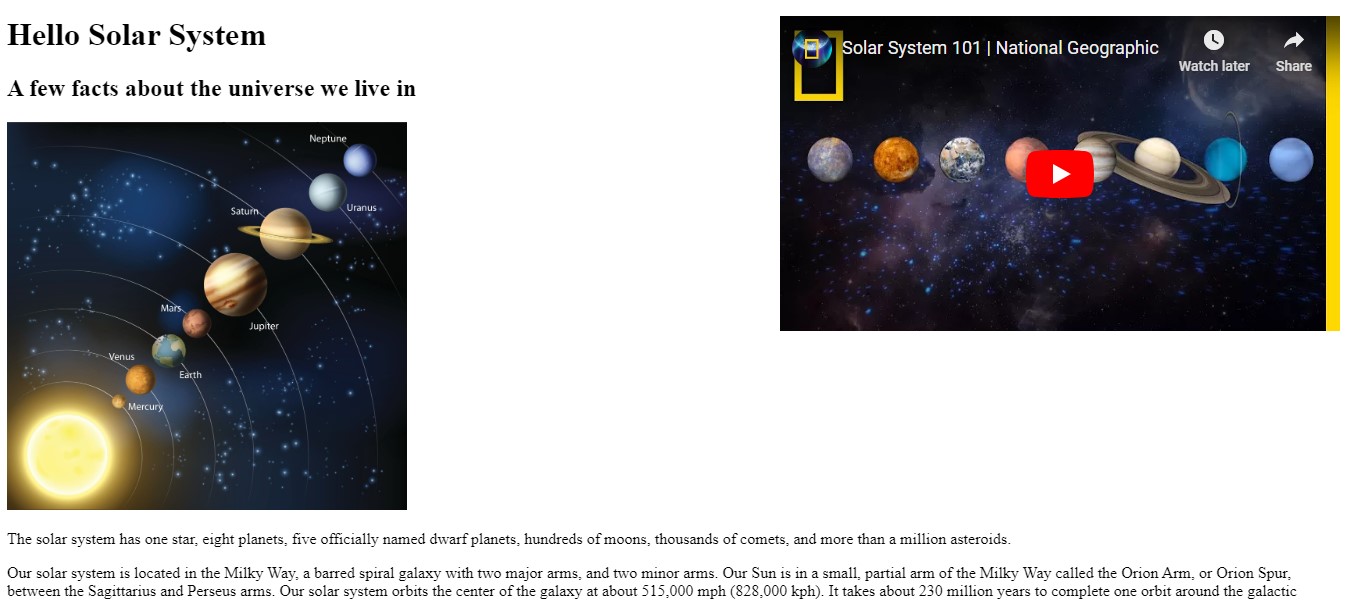 Hello Solar System
A few facts about the universe we live in
Neptune
Uranus
Saturn
Jupiter
Mars
Earth
Venus
Mercury
Solar System 101 | National Geographic
Watch later
Share
The solar system has one star, eight planets, five officially named dwarf planets, hundreds of moons, thousands of comets, and more than a million asteroids.
Our solar system is located in the Milky Way, a barred spiral galaxy with two major arms, and two minor arms. Our Sun is in a small, partial arm of the Milky Way called the Orion Arm, or Orion Spur,
between the Sagittarius and Perseus arms. Our solar system orbits the center of the galaxy at about 515,000 mph (828,000 kph). It takes about 230 million years to complete one orbit around the galactic